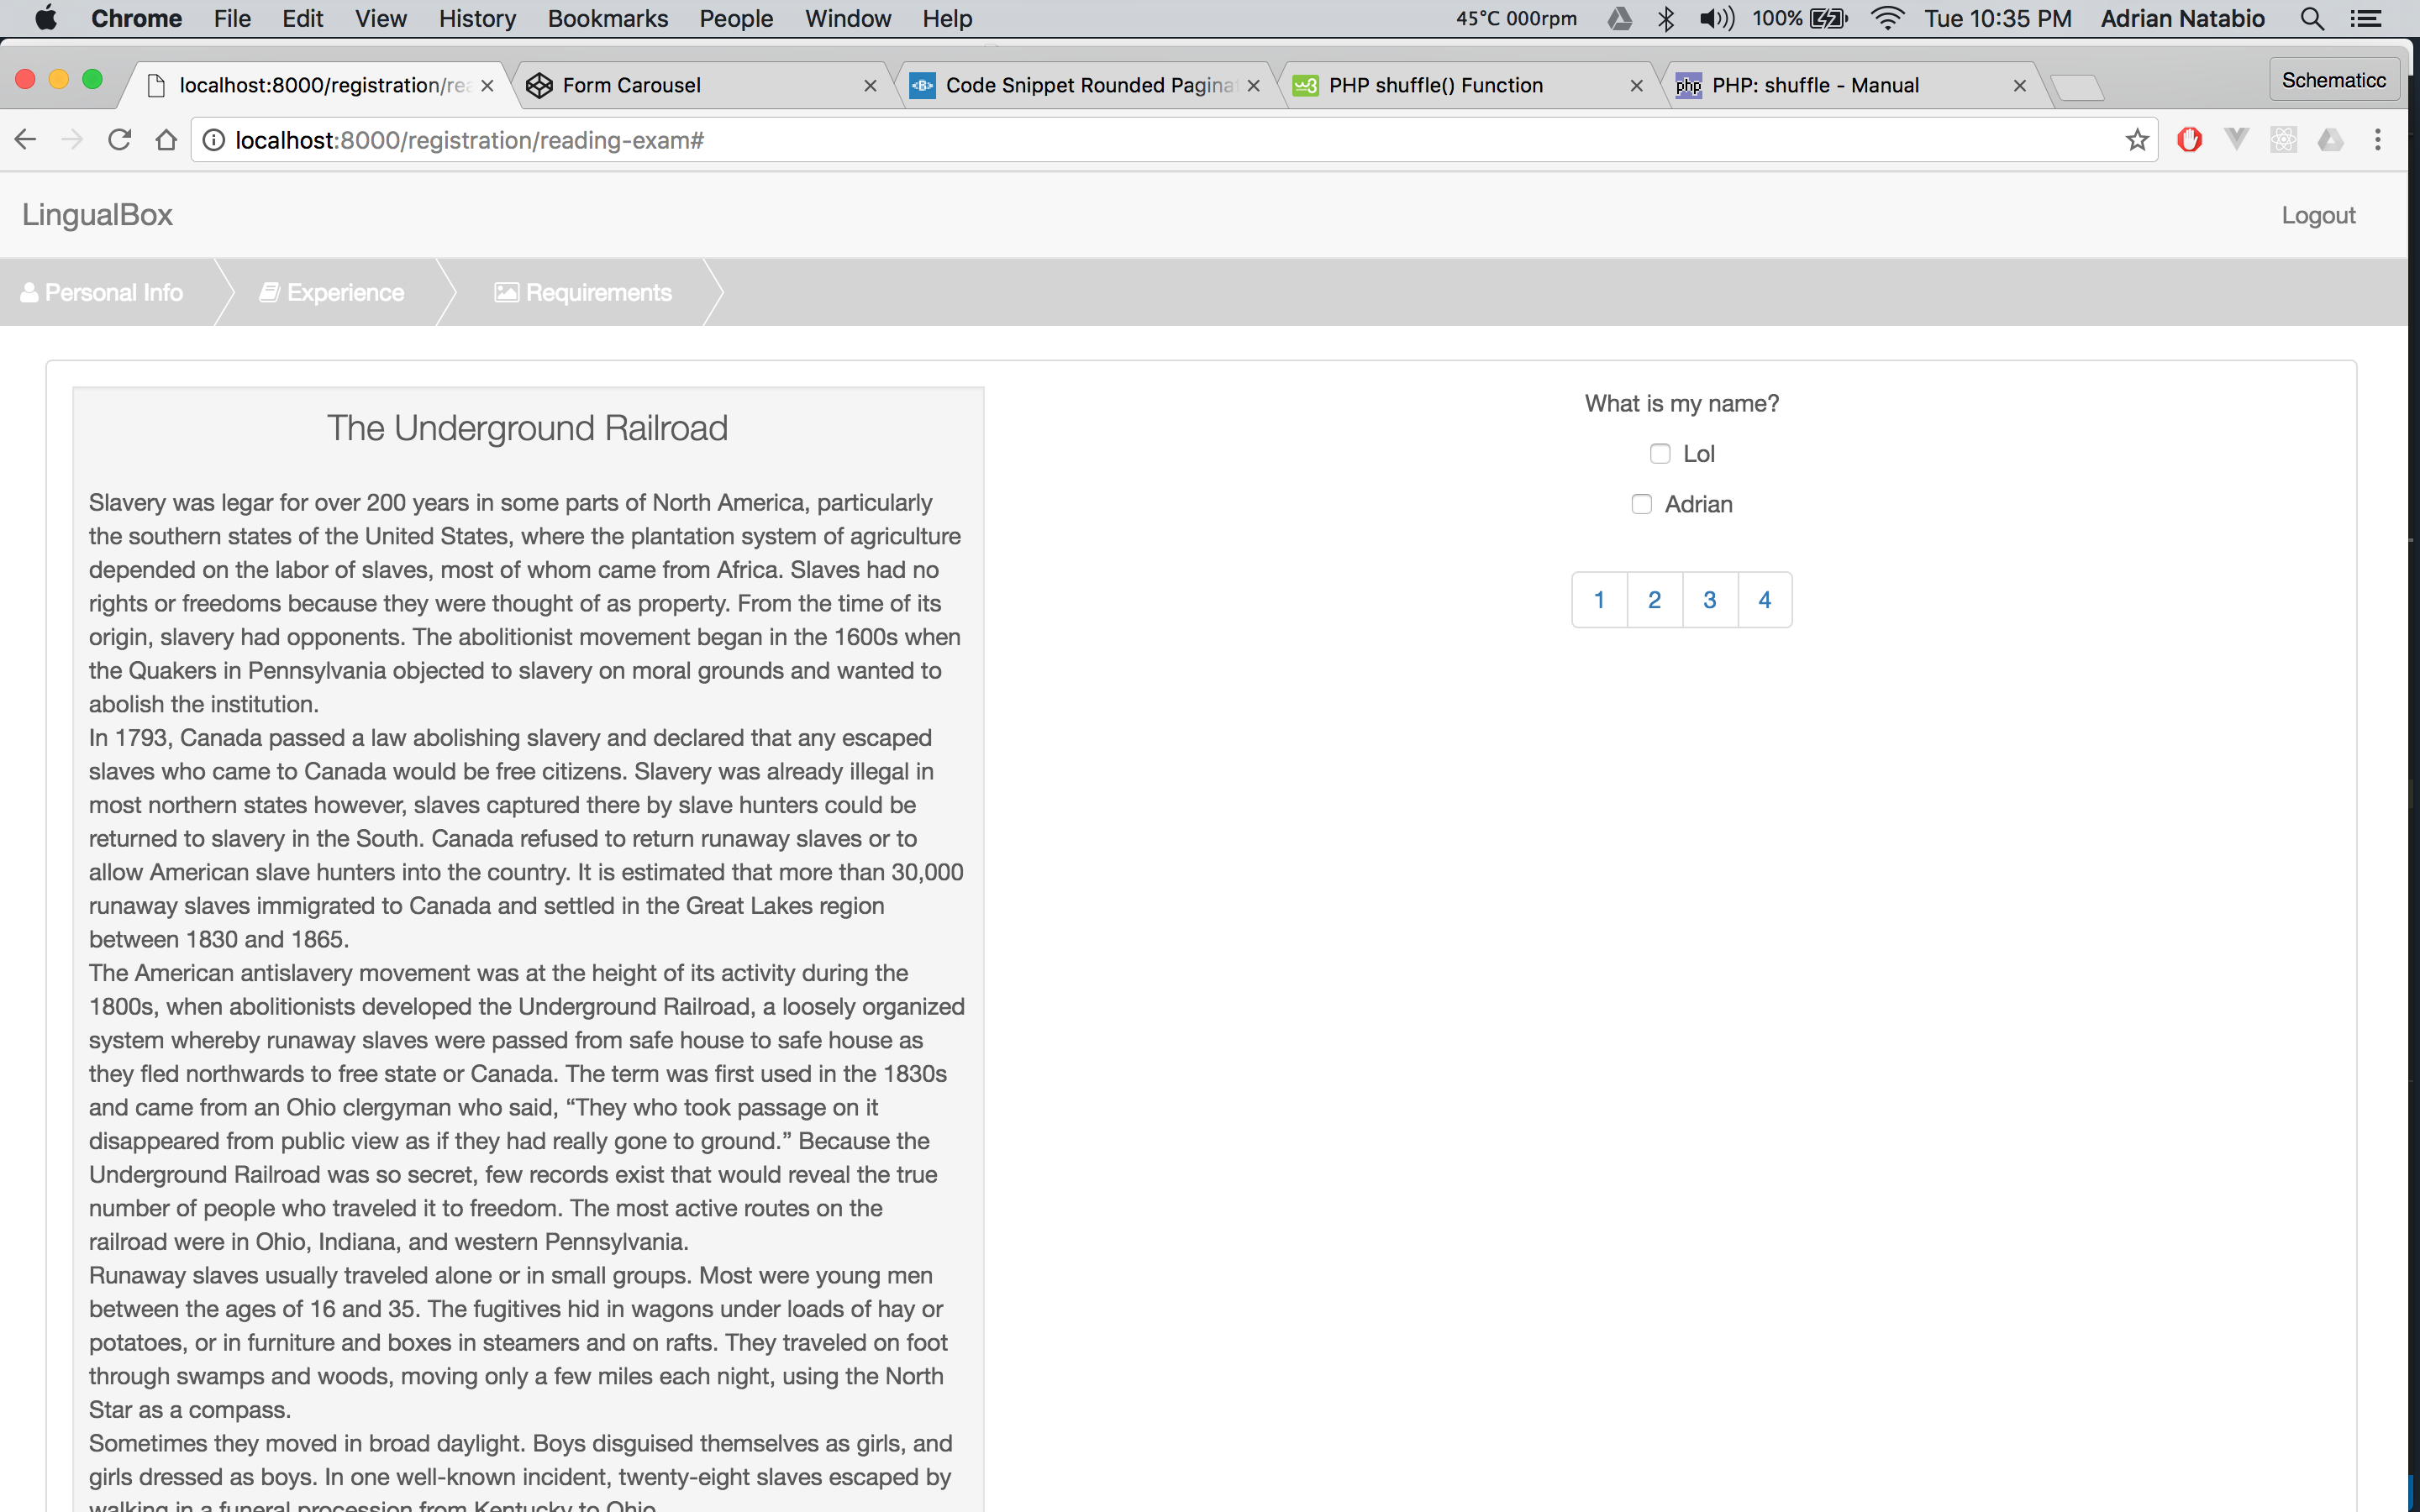 Chrome File Edit View History Bookmarks People Window Help 45°C 000rpm 100% Tue 10:35 PM Adrian Natabio
localhost:8000/registration/rea Form Carousel Code Snippet Rounded Pagina PHP shuffle() Function php PHP: shuffle - Manual Schematicc
localhost:8000/registration/reading-exam#
LingualBox Logout
Personal Info Experience Requirements
The Underground Railroad
Slavery was legar for over 200 years in some parts of North America, particularly
the southern states of the United States, where the plantation system of agriculture
depended on the labor of slaves, most of whom came from Africa. Slaves had no
rights or freedoms because they were thought of as property. From the time of its
origin, slavery had opponents. The abolitionist movement began in the 1600s when
the Quakers in Pennsylvania objected to slavery on moral grounds and wanted to
abolish the institution.
In 1793, Canada passed a law abolishing slavery and declared that any escaped
slaves who came to Canada would be free citizens. Slavery was already illegal in
most northern states however, slaves captured there by slave hunters could be
returned to slavery in the South. Canada refused to return runaway slaves or to
allow American slave hunters into the country. It is estimated that more than 30,000
runaway slaves immigrated to Canada and settled in the Great Lakes region
between 1830 and 1865.
The American antislavery movement was at the height of its activity during the
1800s, when abolitionists developed the Underground Railroad, a loosely organized
system whereby runaway slaves were passed from safe house to safe house as
they fled northwards to free state or Canada. The term was first used in the 1830s
and came from an Ohio clergyman who said, “They who took passage on it
disappeared from public view as if they had really gone to ground.” Because the
Underground Railroad was so secret, few records exist that would reveal the true
number of people who traveled it to freedom. The most active routes on the
railroad were in Ohio, Indiana, and western Pennsylvania.
Runaway slaves usually traveled alone or in small groups. Most were young men
between the ages of 16 and 35. The fugitives hid in wagons under loads of hay or
potatoes, or in furniture and boxes in steamers and on rafts. They traveled on foot
through swamps and woods, moving only a few miles each night, using the North
Star as a compass.
Sometimes they moved in broad daylight. Boys disguised themselves as girls, and
girls dressed as boys. In one well-known incident, twenty-eight slaves escaped by
walking in a funeral procession from Kentucky to Ohio.
What is my name?
Lol
Adrian
1 2 3 4